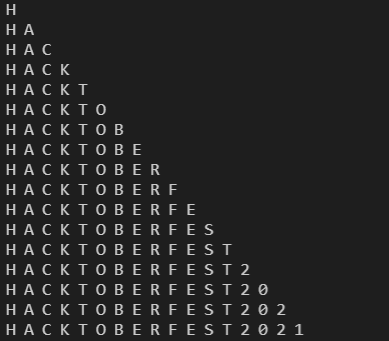 H
H A
H A C
H A C K
H A C K T
H A C K T O
H A C K T O B
H A C K T O B E
H A C K T O B E R
H A C K T O B E R F
H A C K T O B E R F E
H A C K T O B E R F E S
H A C K T O B E R F E S T
H A C K T O B E R F E S T 2
H A C K T O B E R F E S T 2 0
H A C K T O B E R F E S T 2 0 2
H A C K T O B E R F E S T 2 0 2 1